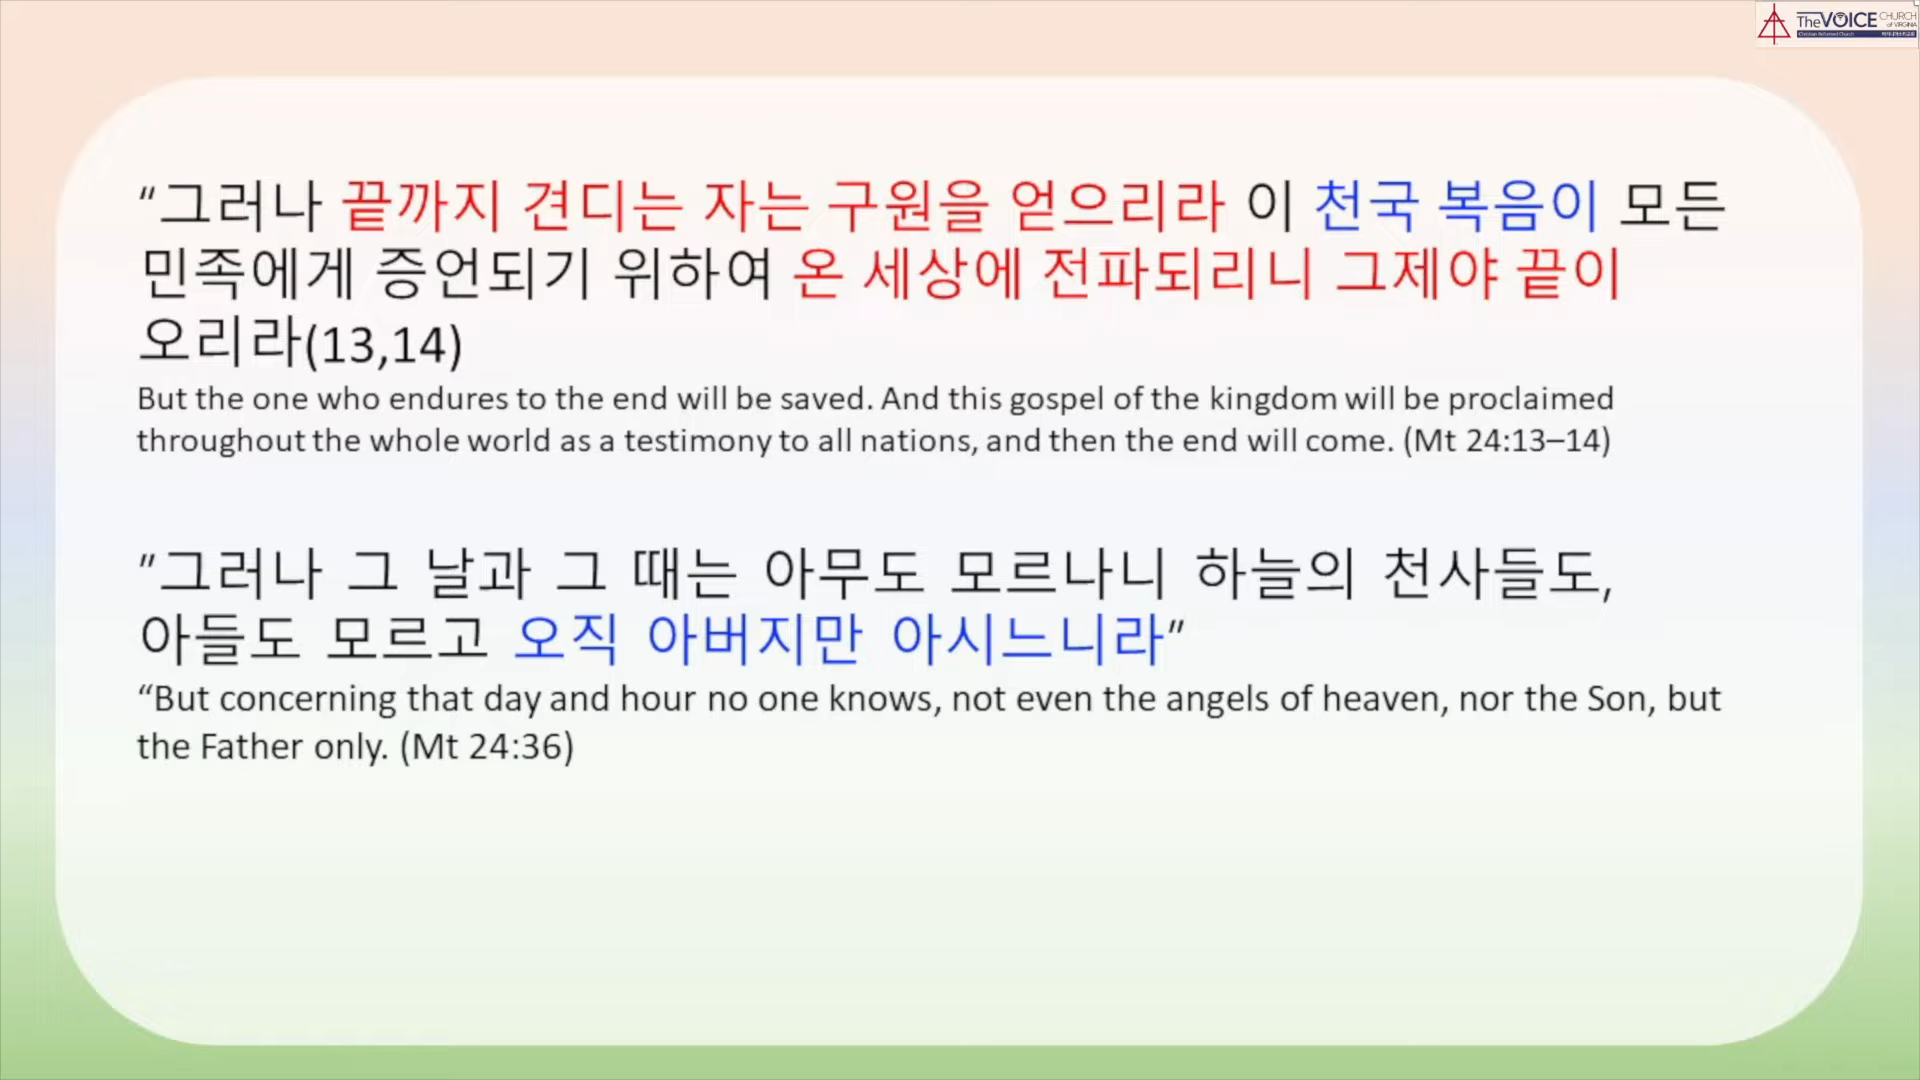 TheVOICE CHURCH
of VIRGINIA
Christian Reformed Church
“그러나 끝까지 견디는 자는 구원을 얻으리라 이 천국 복음이 모든
민족에게 증언되기 위하여 온 세상에 전파되리니 그제야 끝이
오리라(13,14)
But the one who endures to the end will be saved. And this gospel of the kingdom will be proclaimed
throughout the whole world as a testimony to all nations, and then the end will come. (Mt 24:13–14)
”그러나 그 날과 그 때는 아무도 모르나니 하늘의 천사들도,
아들도 모르고 오직 아버지만 아시느니라”
“But concerning that day and hour no one knows, not even the angels of heaven, nor the Son, but
the Father only. (Mt 24:36)